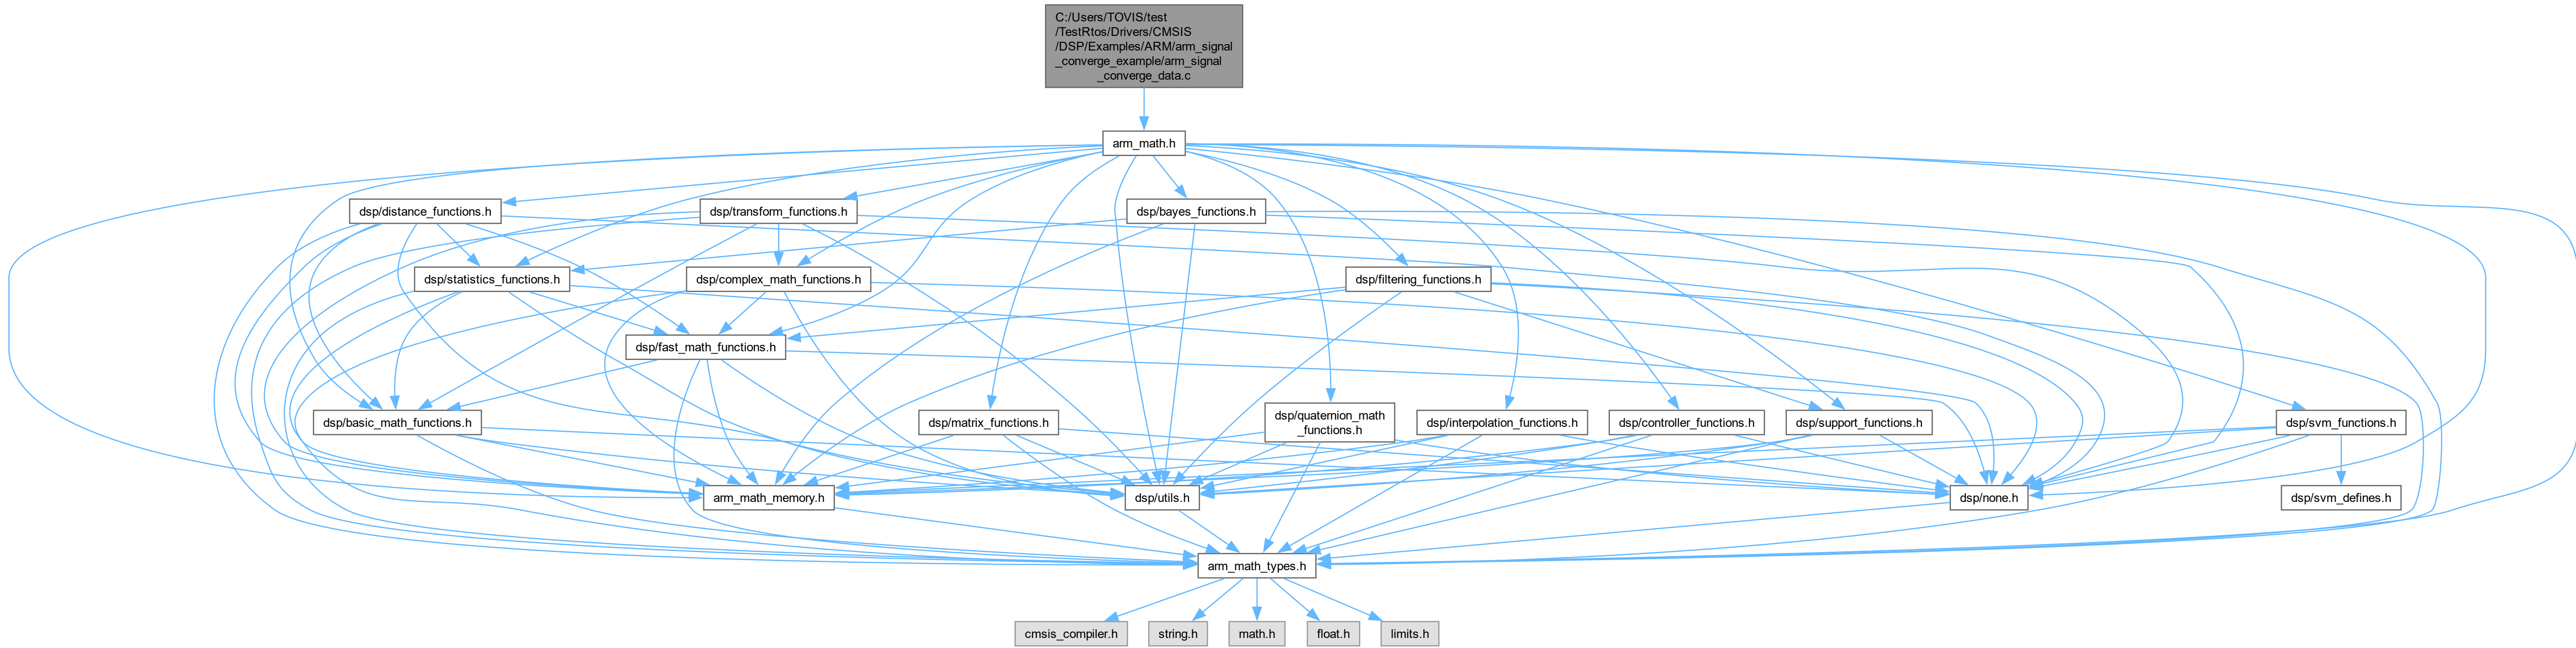 C:/Users/TOVIS/test
/TestRtos/Drivers/CMSIS
/DSP/Examples/ARM/arm_signal
_converge_example/arm_signal
_converge_data.c
arm_math.h
dsp/distance_functions.h
dsp/transform_functions.h
dsp/bayes_functions.h
dsp/statistics_functions.h
dsp/complex_math_functions.h
dsp/filtering_functions.h
dsp/fast_math_functions.h
dsp/basic_math_functions.h
dsp/matrix_functions.h
dsp/quaternion_math
_functions.h
dsp/interpolation_functions.h
dsp/controller_functions.h
dsp/support_functions.h
dsp/svm_functions.h
arm_math_memory.h
dsp/utils.h
dsp/none.h
dsp/svm_defines.h
arm_math_types.h
cmsis_compiler.h
string.h
math.h
float.h
limits.h